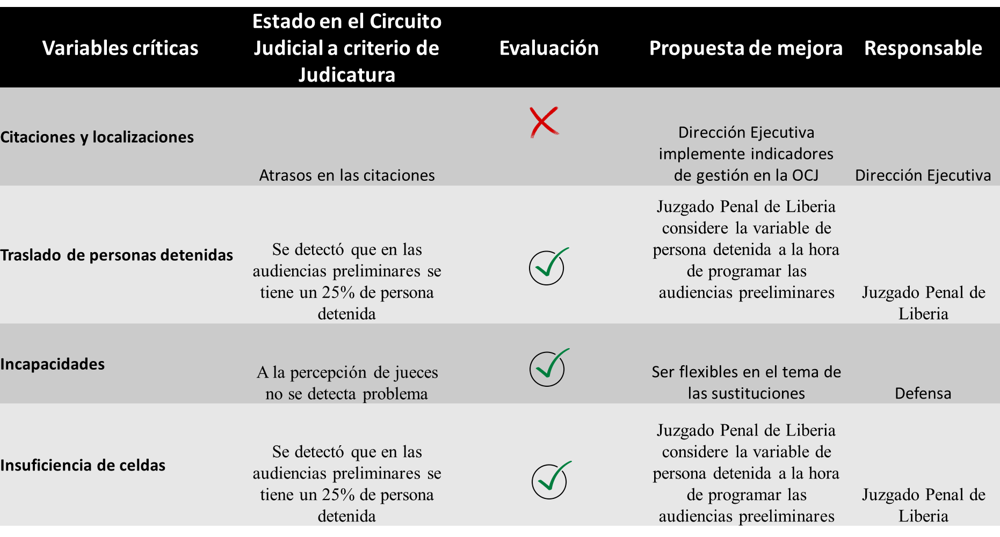 Variables críticas
Estado en el Circuito
Judicial a criterio de
Judicatura
Evaluación
Propuesta de mejora
Responsable
Citaciones y localizaciones
Atrasos en las citaciones
Dirección Ejecutiva
implemente indicadores
de gestión en la OCJ
Dirección Ejecutiva
Traslado de personas detenidas
Se detectó que en las
audiencias preliminares se
tiene un 25% de persona
detenida
Juzgado Penal de Liberia
considere la variable de
persona detenida a la hora
de programar las
audiencias preeliminares
Juzgado Penal de
Liberia
Incapacidades
A la percepción de jueces
no se detecta problema
Ser flexibles en el tema de
las sustituciones
Defensa
Insuficiencia de celdas
Se detectó que en las
audiencias preliminares se
tiene un 25% de persona
detenida
Juzgado Penal de Liberia
considere la variable de
persona detenida a la hora
de programar las
audiencias preeliminares
Juzgado Penal de
Liberia